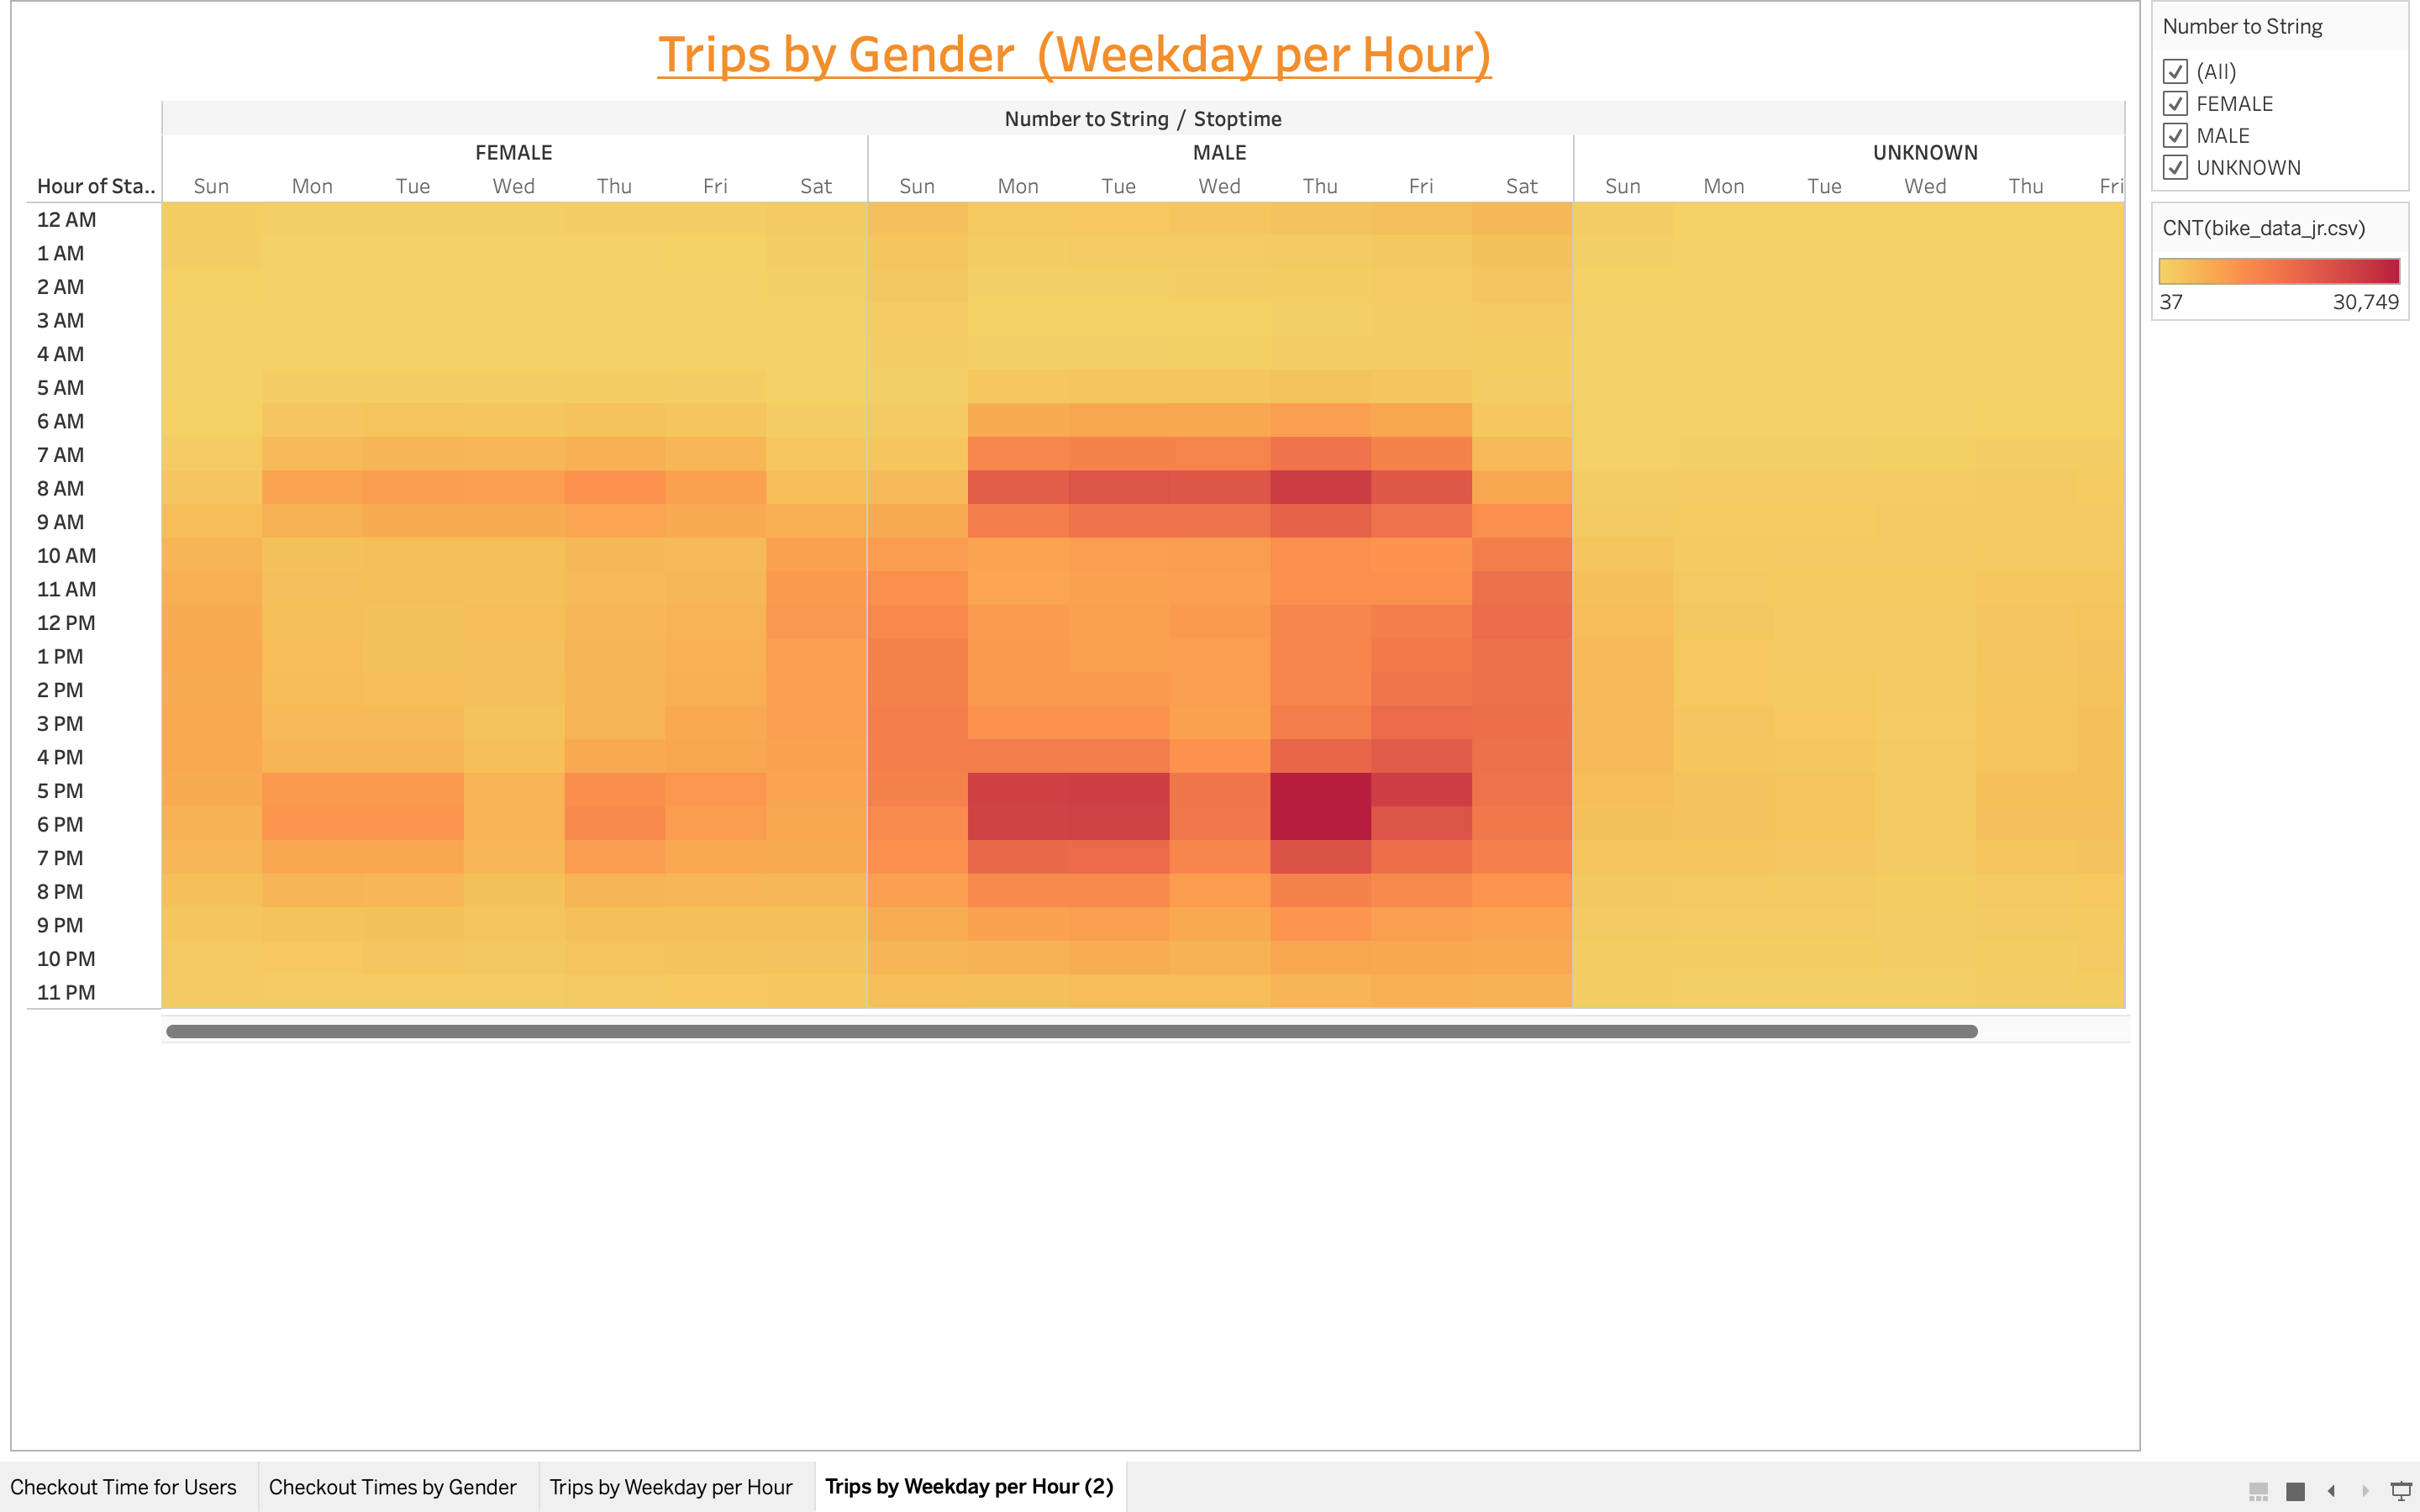 Trips by Gender (Weekday per Hour)
Number to String / Stoptime
FEMALE MALE UNKNOWN
Hour of Sta.. Sun Mon Tue Wed Thu Fri Sat Sun Mon Tue Wed Thu Fri Sat Sun Mon Tue Wed Thu Fri
12 AM
1 AM
2 AM
3 AM
4 AM
5 AM
6 AM
7 AM
8 AM
9 AM
10 AM
11 AM
12 PM
1 PM
2 PM
3 PM
4 PM
5 PM
6 PM
7 PM
8 PM
9 PM
10 PM
11 PM
Number to String
(All)
FEMALE
MALE
UNKNOWN
CNT(bike_data_jr.csv)
37 30,749
Checkout Time for Users Checkout Times by Gender Trips by Weekday per Hour Trips by Weekday per Hour (2)